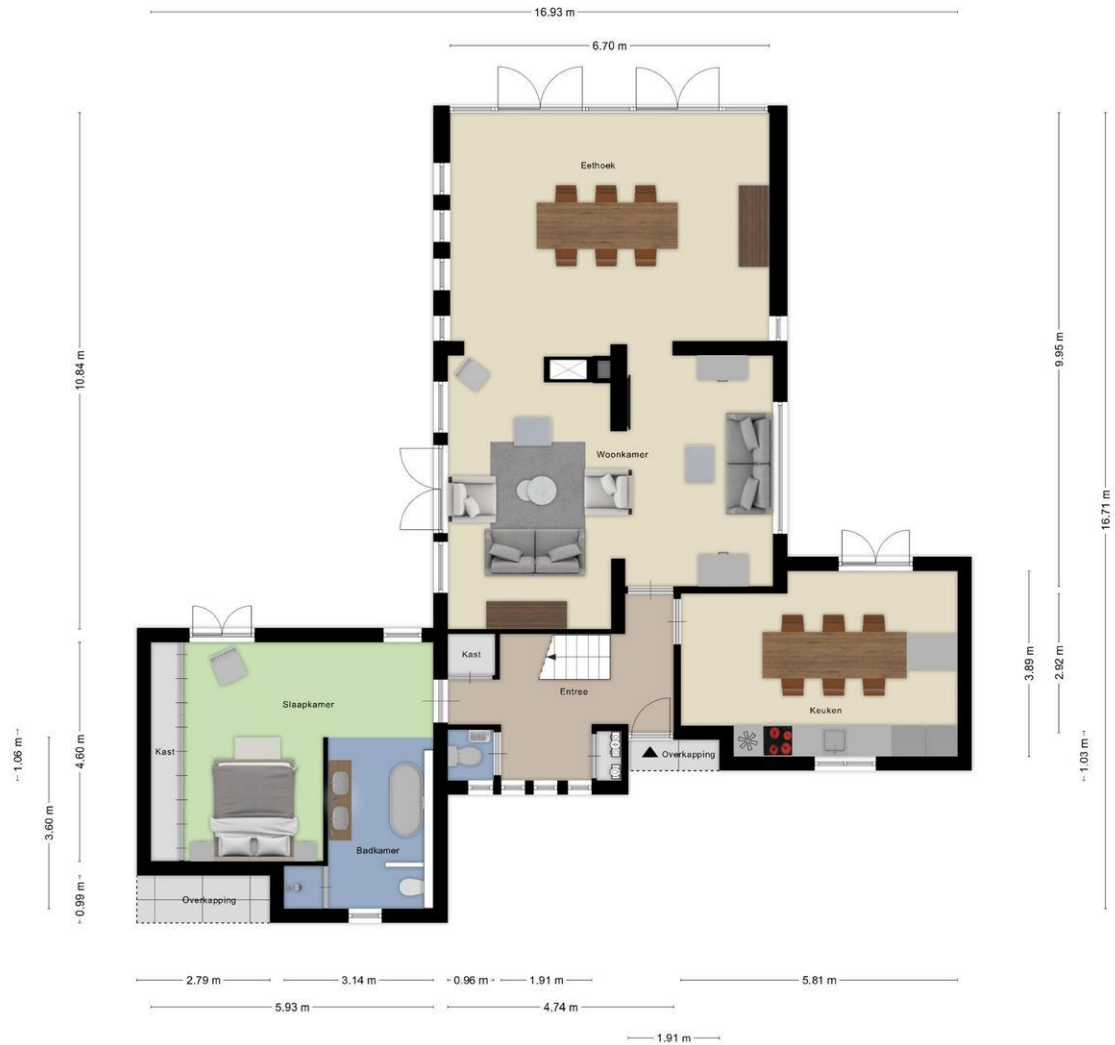 16.93 m
6.70 m
Eethoek
10.84 m
9.95 m
Woonkamer
16.71 m
Kast
Entree
Slaapkamer
Keuken
3.89 m
2.92 m
Kast
Overkapping
1.06 m
4.60 m
3.60 m
1.03 m
Badkamer
Overkapping
0.99 m
2.79 m
3.14 m
0.96 m
1.91 m
5.81 m
5.93 m
4.74 m
1.91 m